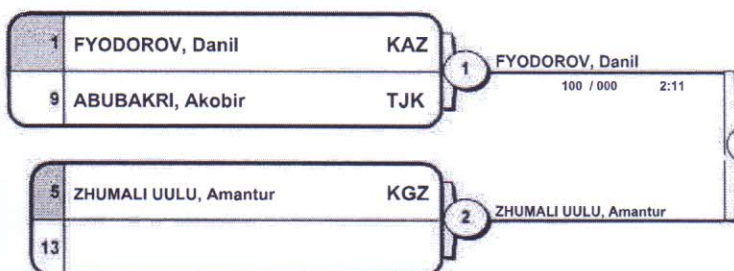 1 FYODOROV, Danil KAZ
9 ABUBAKRI, Akobir TJK
1
FYODOROV, Danil
100 / 000 2:11
5 ZHUMALI UULU, Amantur KGZ
13
2
ZHUMALI UULU, Amantur